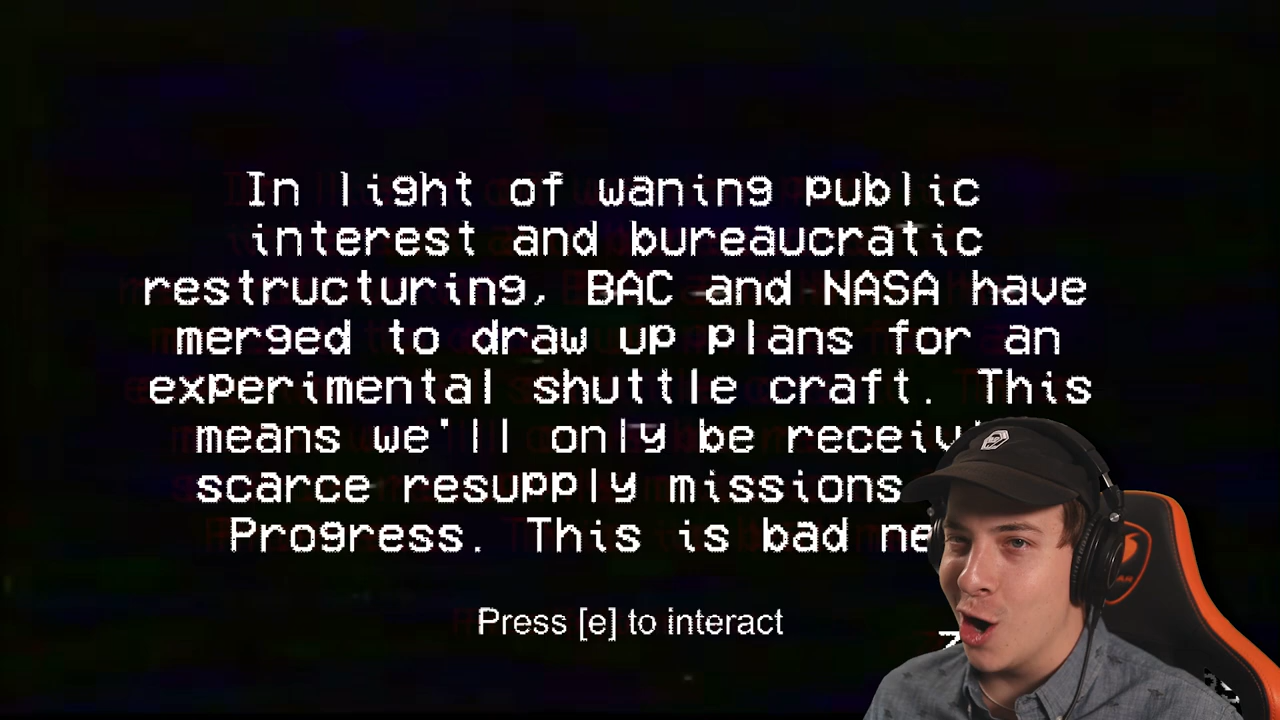 In light of waning public
interest and bureaucratic
restructuring, BAC and NASA have
merged to draw up plans for an
experimental shuttle craft. This
means we'll only be
scarce resupply missions
Progress. This is bad
Press [e] to interact